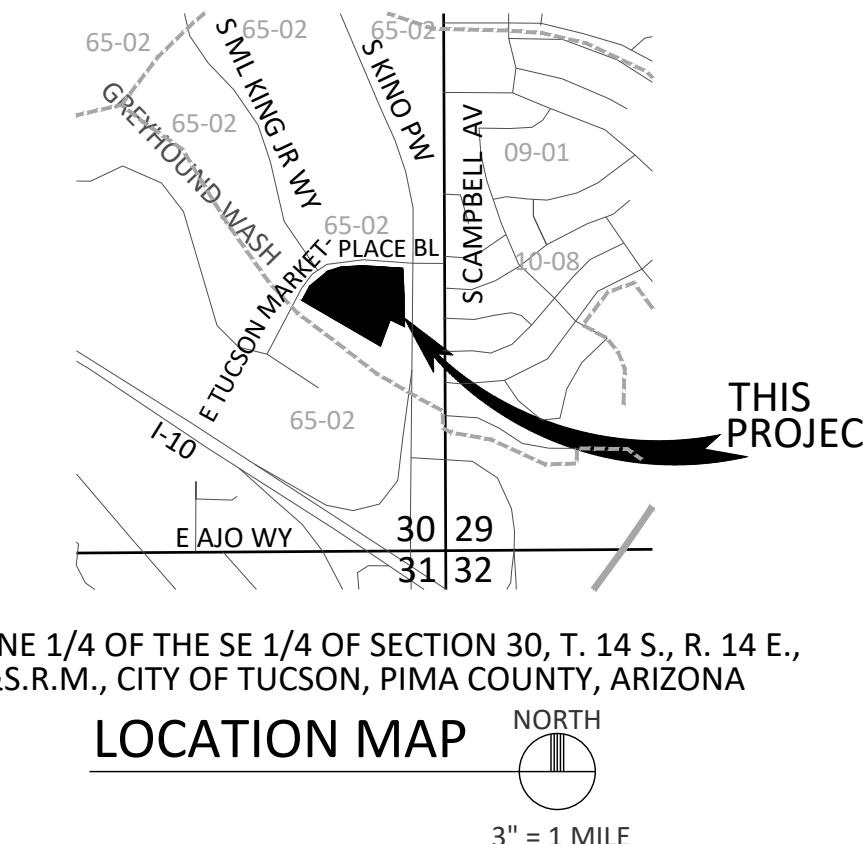 65-02
65-02
65-02
S ML KING JR WY
S KINO PW
GREYHOUND WASH
65-02
S CAMPBELL AV
09-01
65-02
PLACE BL
10-08
E TUCSON MARKET-
THIS
PROJEC
65-02
I-10
E AJO WY
30 29
31 32
NE 1/4 OF THE SE 1/4 OF SECTION 30, T. 14 S., R. 14 E.,
&S.R.M., CITY OF TUCSON, PIMA COUNTY, ARIZONA
LOCATION MAP
NORTH
3" = 1 MILE